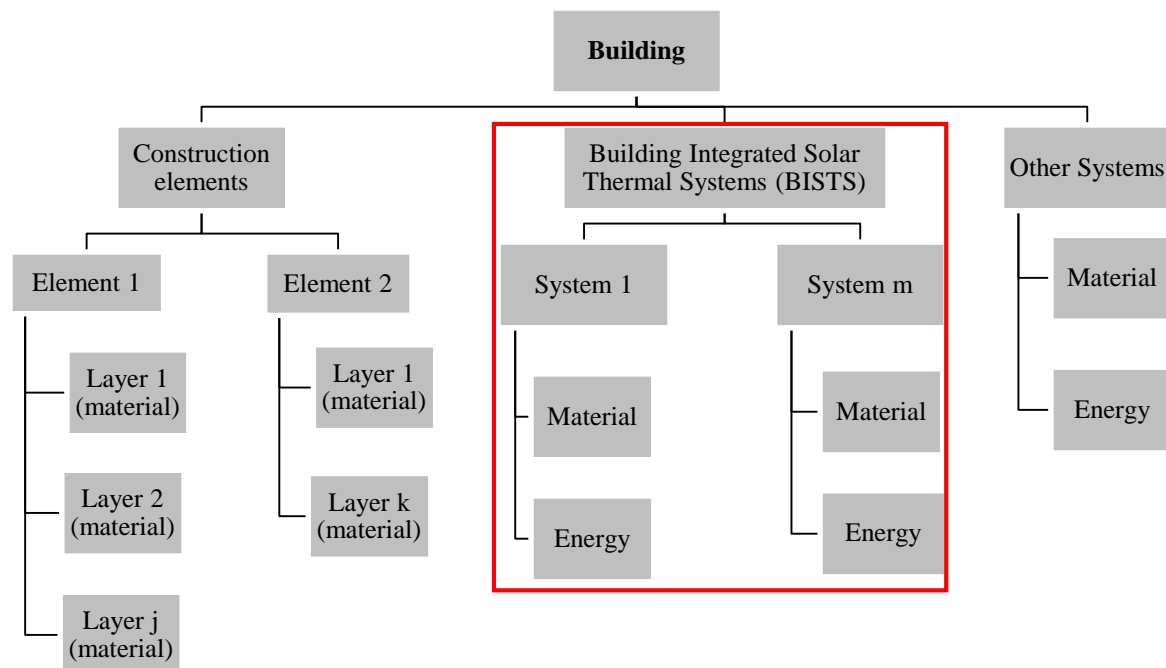 Building
Construction
elements
Building Integrated Solar
Thermal Systems (BISTS)
Other Systems
Element 1
Element 2
System 1
System m
Material
Layer 1
(material)
Layer 1
(material)
Material
Material
Energy
Layer 2
(material)
Layer k
(material)
Energy
Energy
Layer j
(material)